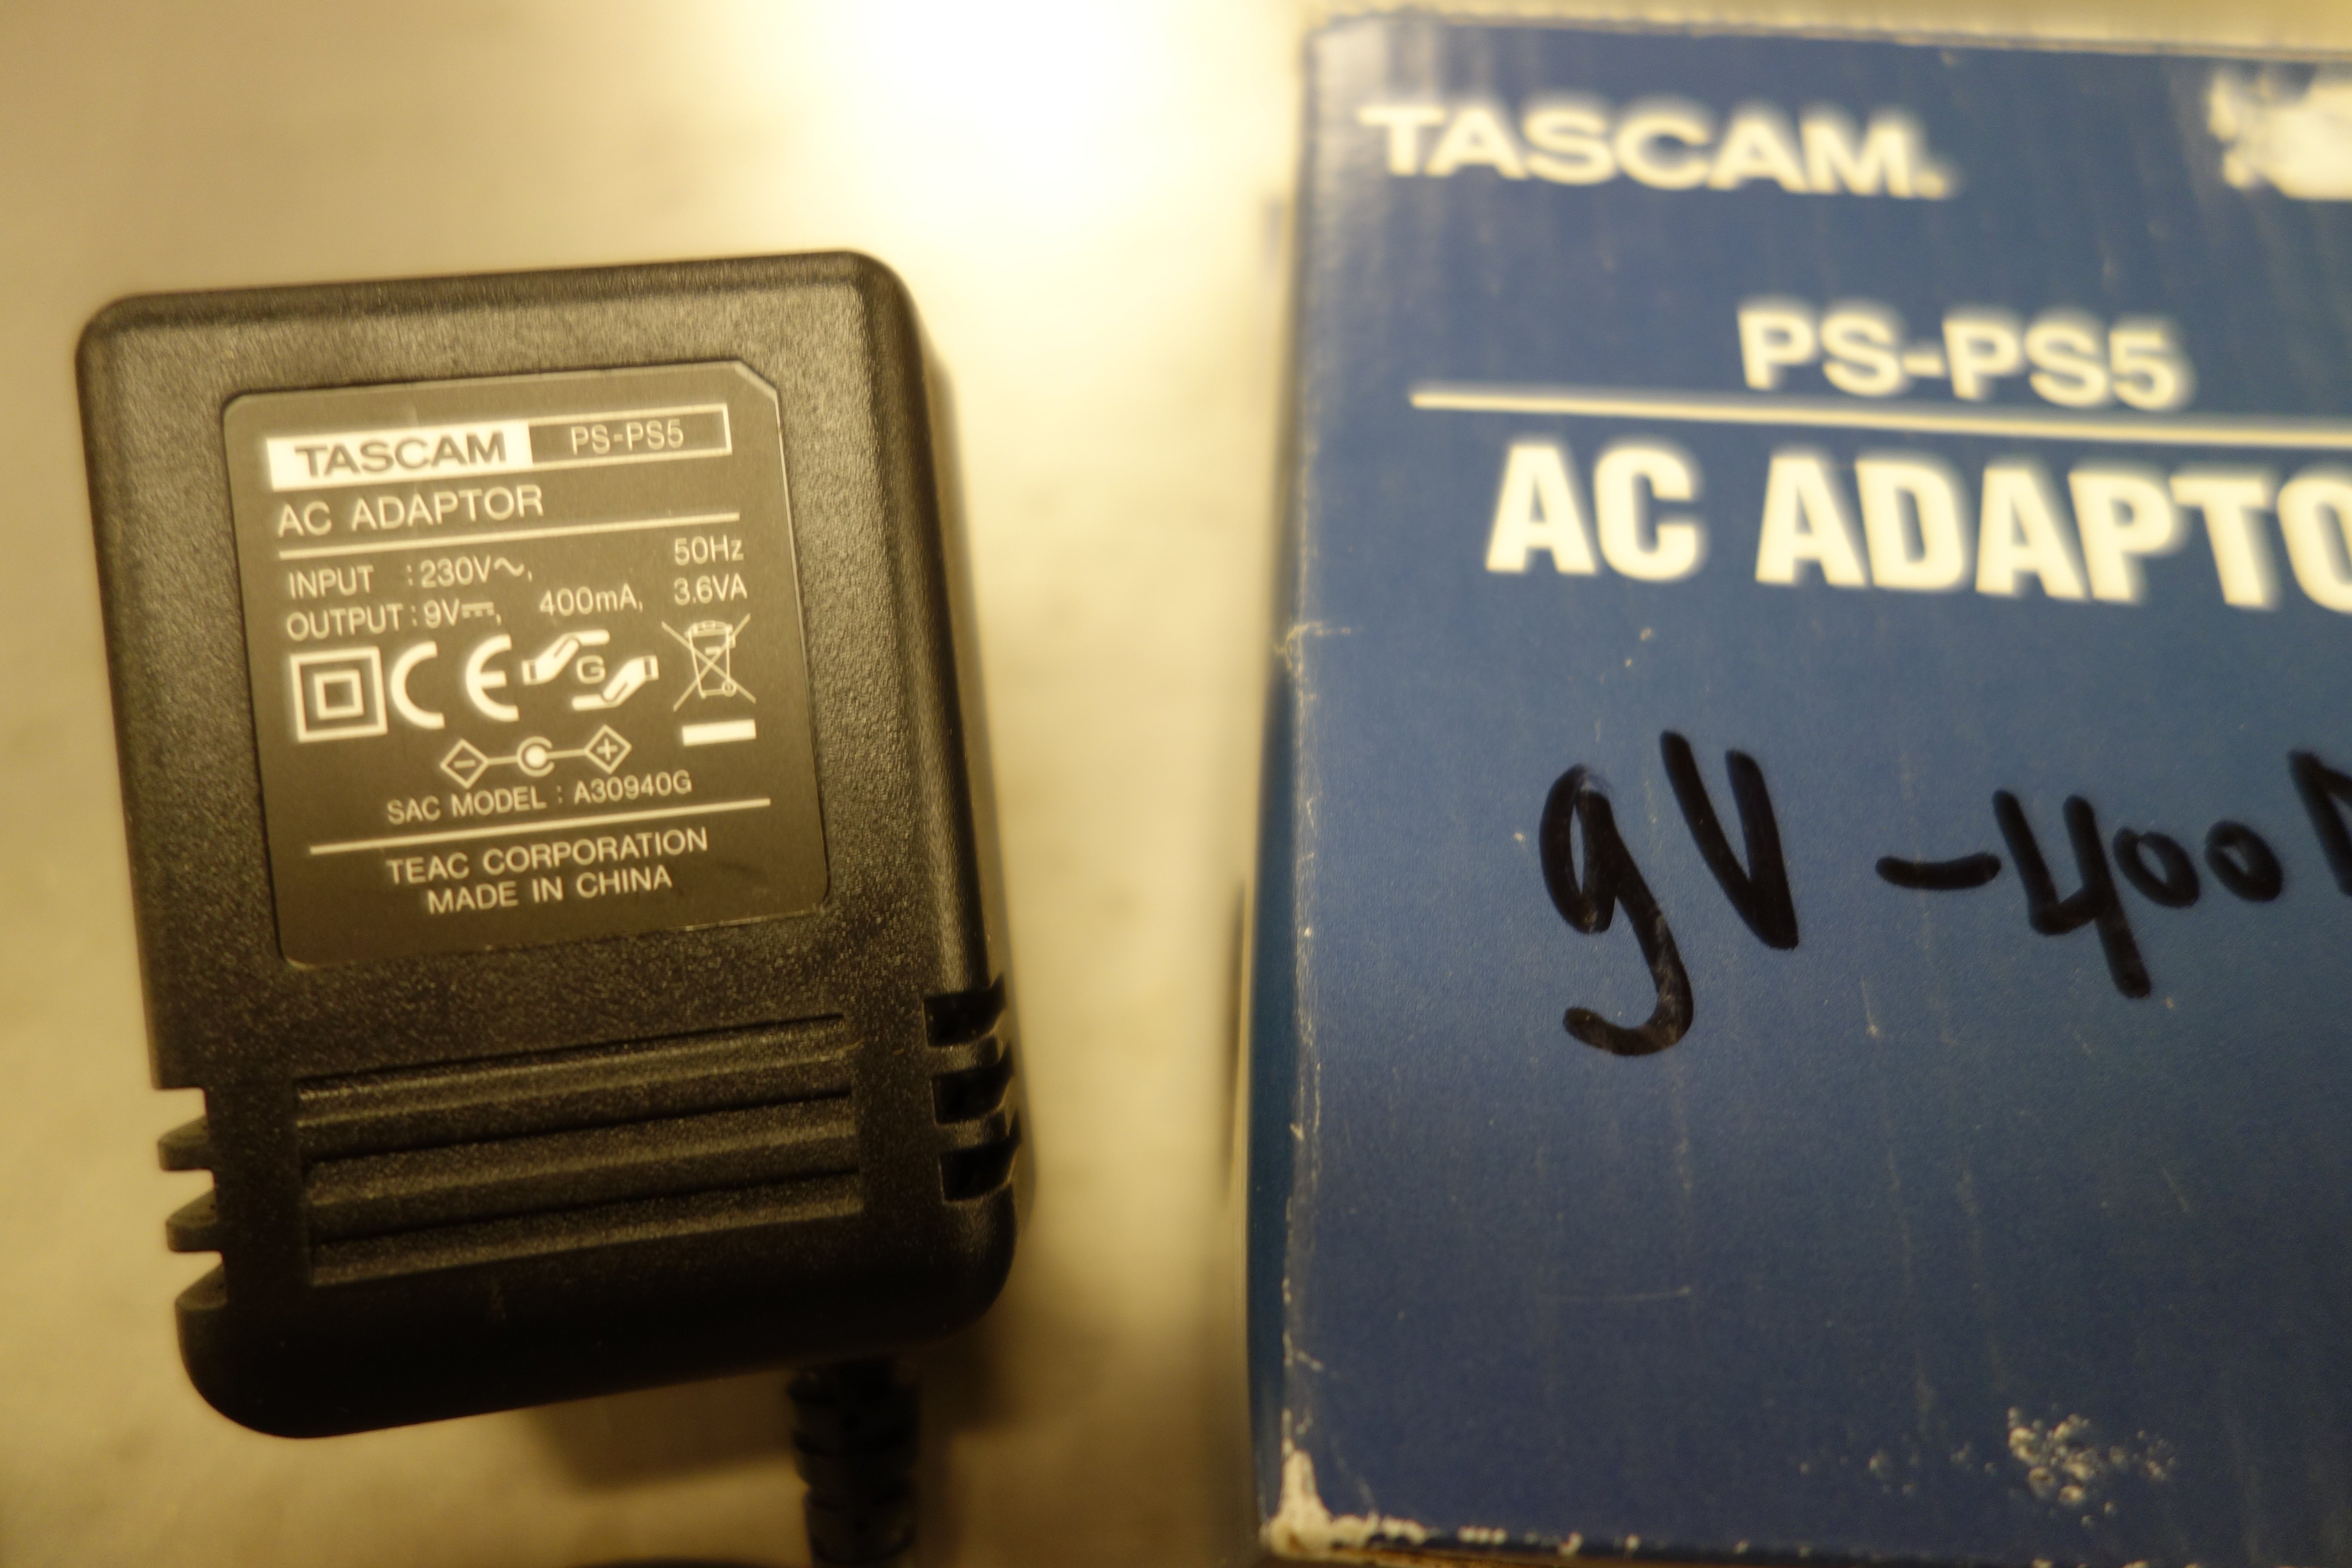 TASCAM PS-PS5
AC ADAPTOR
INPUT : 230V~, 50Hz
OUTPUT : 9V⎓, 400mA, 3.6VA
CE G
- +
SAC MODEL : A30940G
TEAC CORPORATION
MADE IN CHINA
TASCAM.
PS-PS5
AC ADAPTO
9V-400